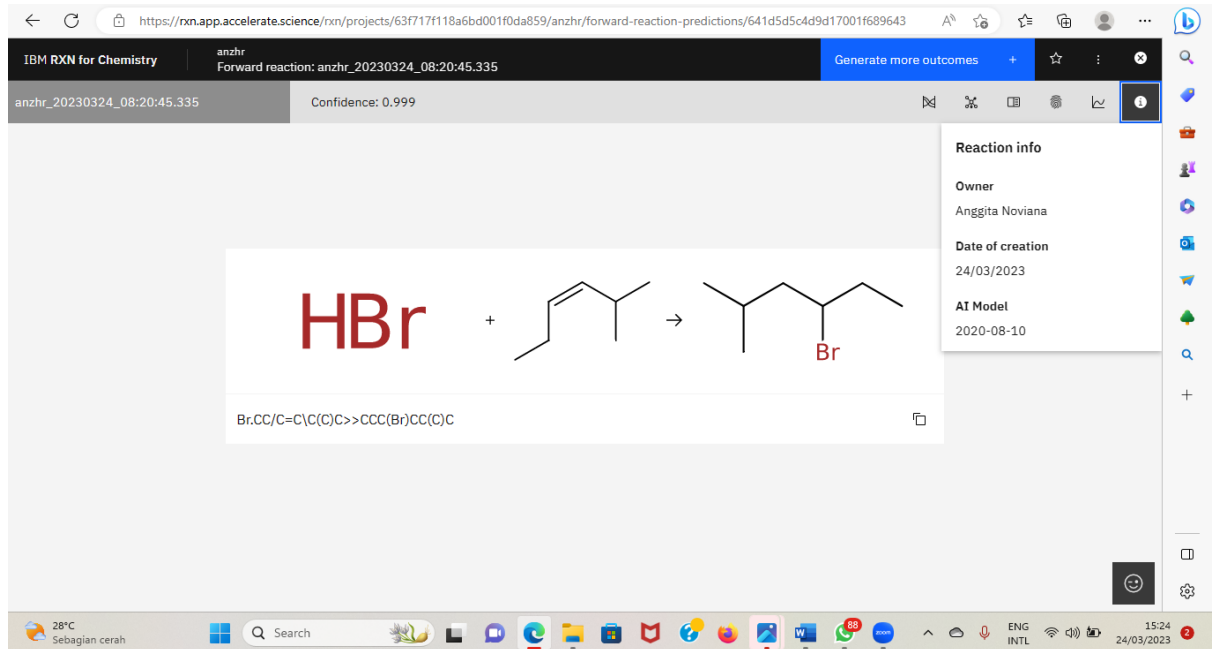 https://rxn.app.accelerate.science/rxn/projects/63f717f118a6bd001f0da859/anzhr/forward-reaction-predictions/641d5d5c4d9d17001f689643
IBM RXN for Chemistry
anzhr
Forward reaction: anzhr_20230324_08:20:45.335
Generate more outcomes +
anzhr_20230324_08:20:45.335
Confidence: 0.999
Reaction info
Owner
Anggita Noviana
Date of creation
24/03/2023
AI Model
2020-08-10
HBr + →
Br
Br.CC/C=C\C(C)C>>CCC(Br)CC(C)C
28°C
Sebagian cerah
Search
88
zoom
ENG
INTL
15:24
24/03/2023
2